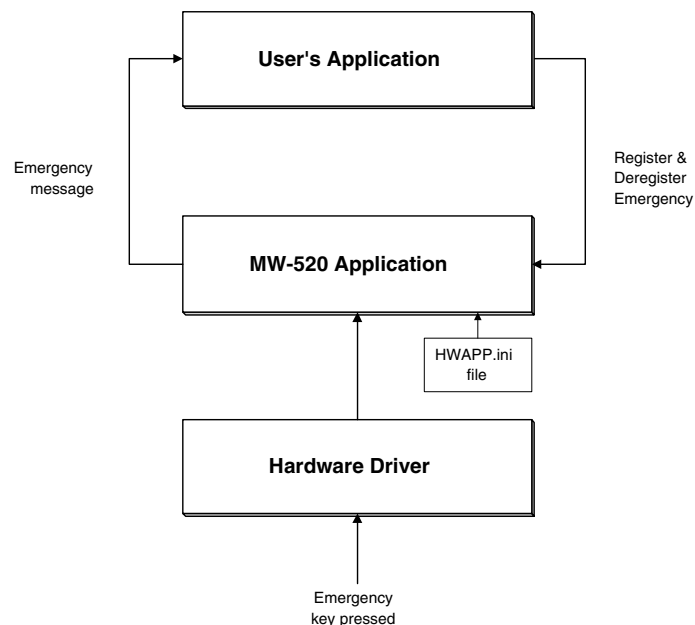 User's Application
Emergency
message
Register &
Deregister
Emergency
MW-520 Application
HWAPP.ini
file
Hardware Driver
Emergency
key pressed